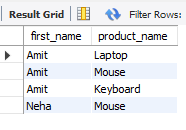 Result Grid Filter Rows:
first_name product_name
Amit Laptop
Amit Mouse
Amit Keyboard
Neha Mouse